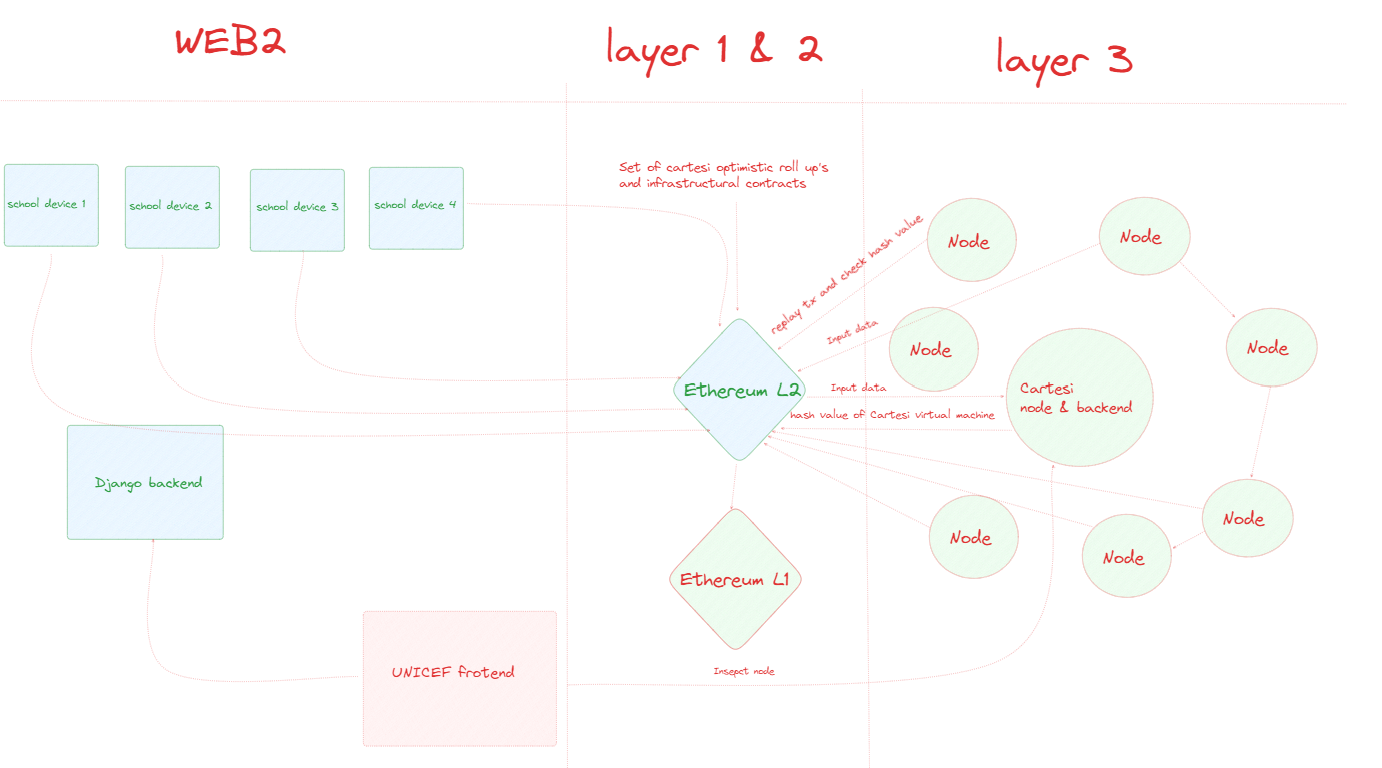 WEB2
layer 1 & 2
layer 3
school device 1
school device 2
school device 3
school device 4
Set of cartesi optimistic roll up's
and infrastructural contracts
replay tx and check hash value
Node
Node
Input data
Node
Node
Ethereum L2
Input data
Cartesi
node & backend
hash value of Cartesi virtual machine
Django backend
Node
Node
Node
Ethereum L1
UNICEF frotend
Insepct node